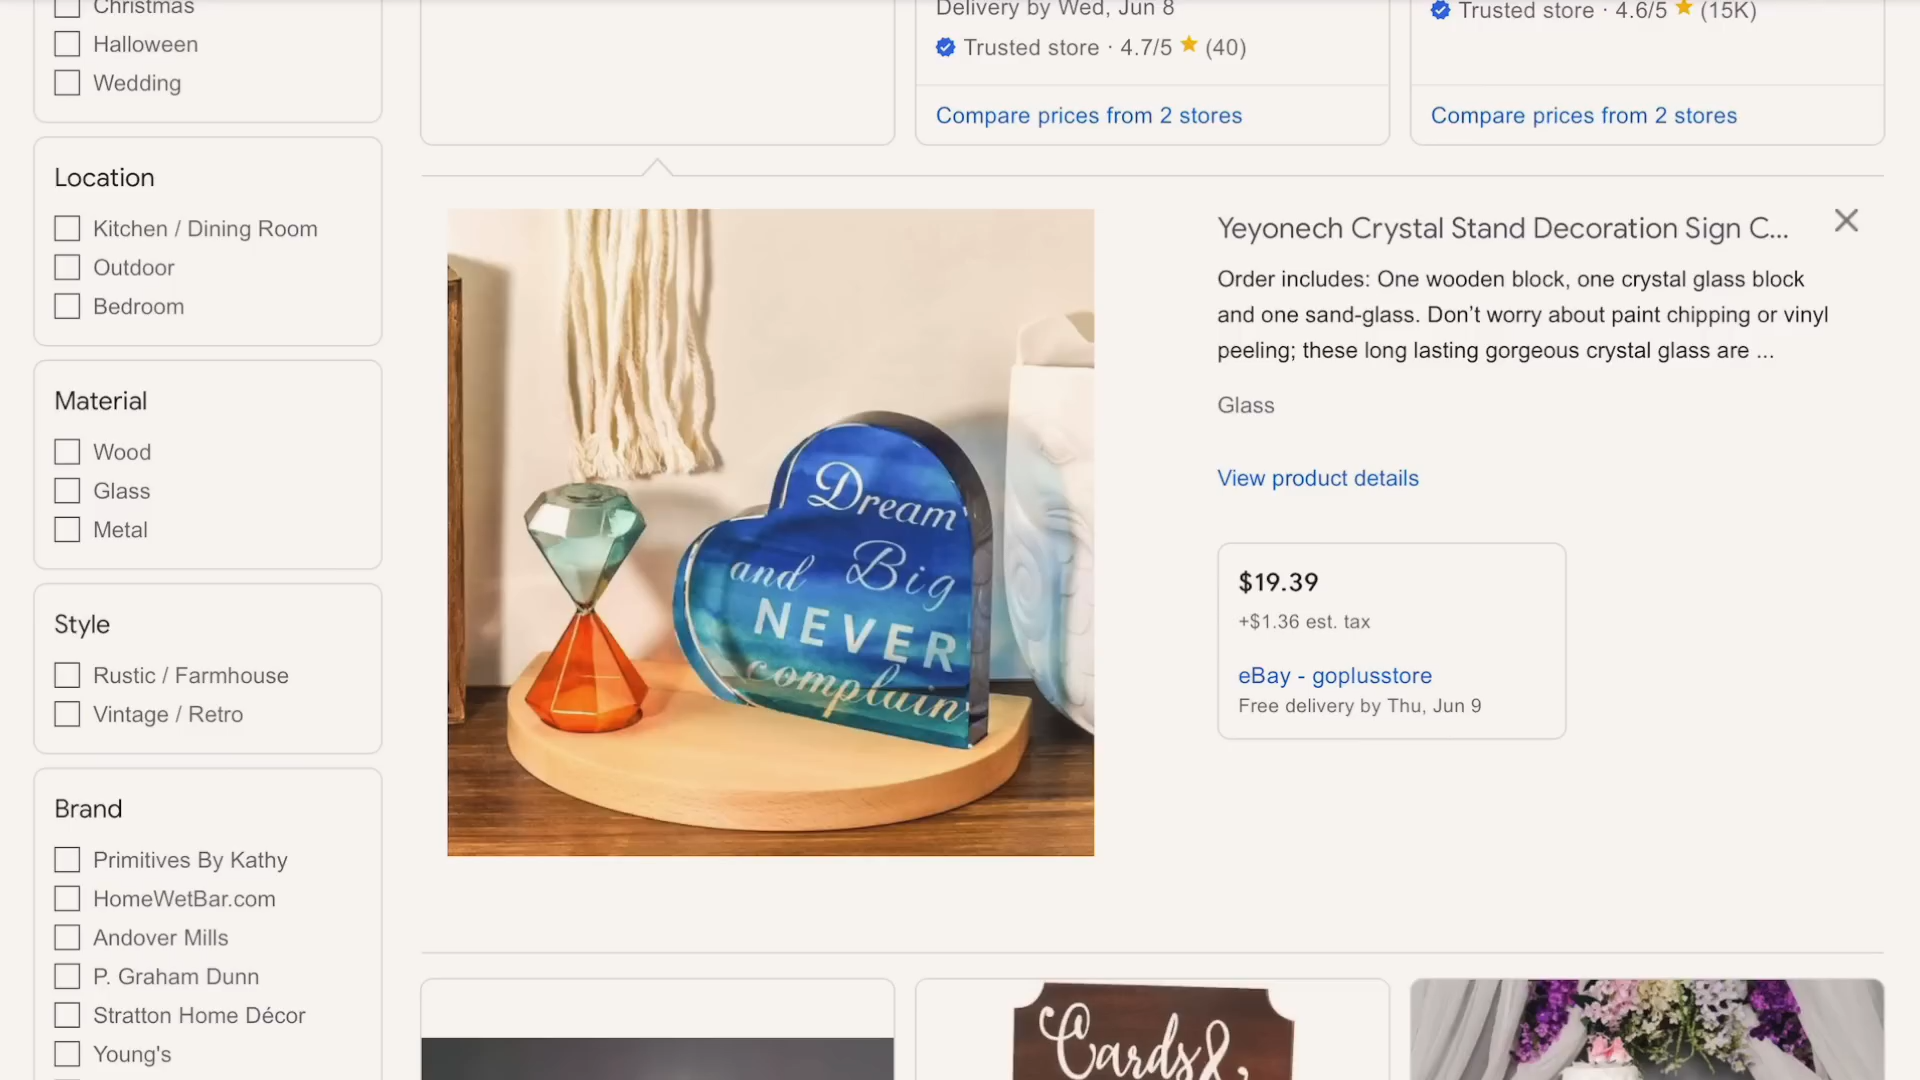 Christmas
Halloween
Wedding
Location
Kitchen / Dining Room
Outdoor
Bedroom
Material
Wood
Glass
Metal
Style
Rustic / Farmhouse
Vintage / Retro
Brand
Primitives By Kathy
HomeWetBar.com
Andover Mills
P. Graham Dunn
Stratton Home Décor
Young's
Delivery by Wed, Jun 8
Trusted store · 4.7/5 ★ (40)
Compare prices from 2 stores
Trusted store · 4.6/5 ★ (15K)
Compare prices from 2 stores
Dream
and Big
NEVER
complain
Yeyonech Crystal Stand Decoration Sign C...
Order includes: One wooden block, one crystal glass block
and one sand-glass. Don’t worry about paint chipping or vinyl
peeling; these long lasting gorgeous crystal glass are ...
Glass
View product details
$19.39
+$1.36 est. tax
eBay - goplusstore
Free delivery by Thu, Jun 9
Cards &